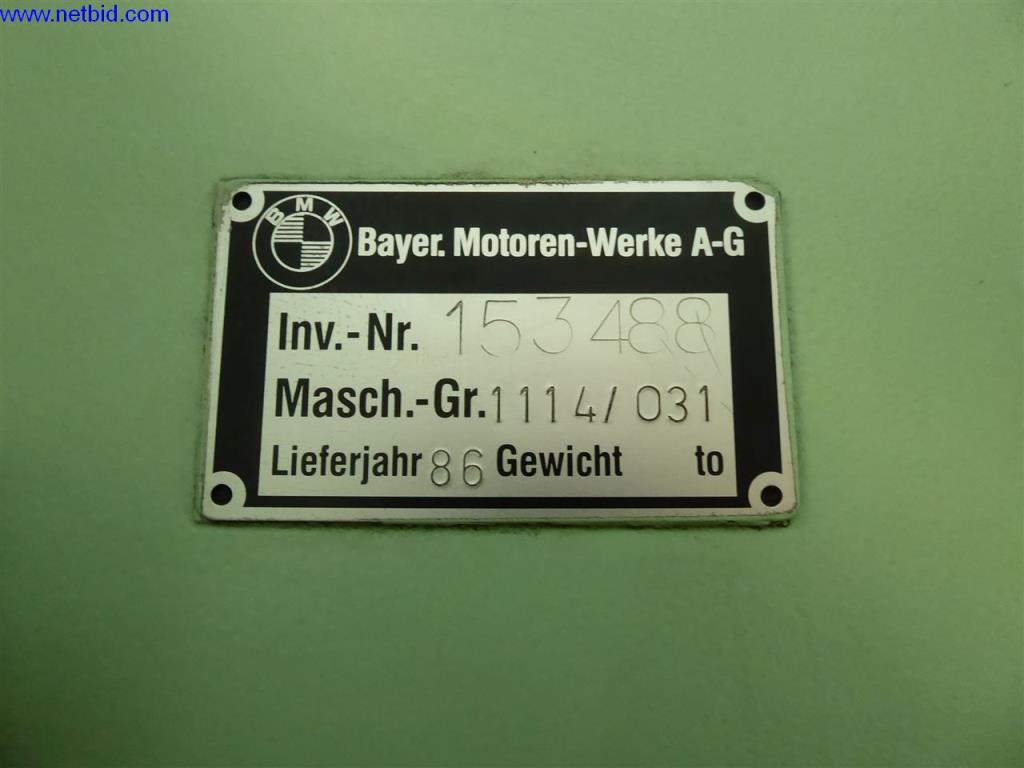 www.netbid.com
BMW
Bayer. Motoren-Werke A-G
Inv.-Nr. 153488
Masch.-Gr. 1114/031
Lieferjahr 86 Gewicht to